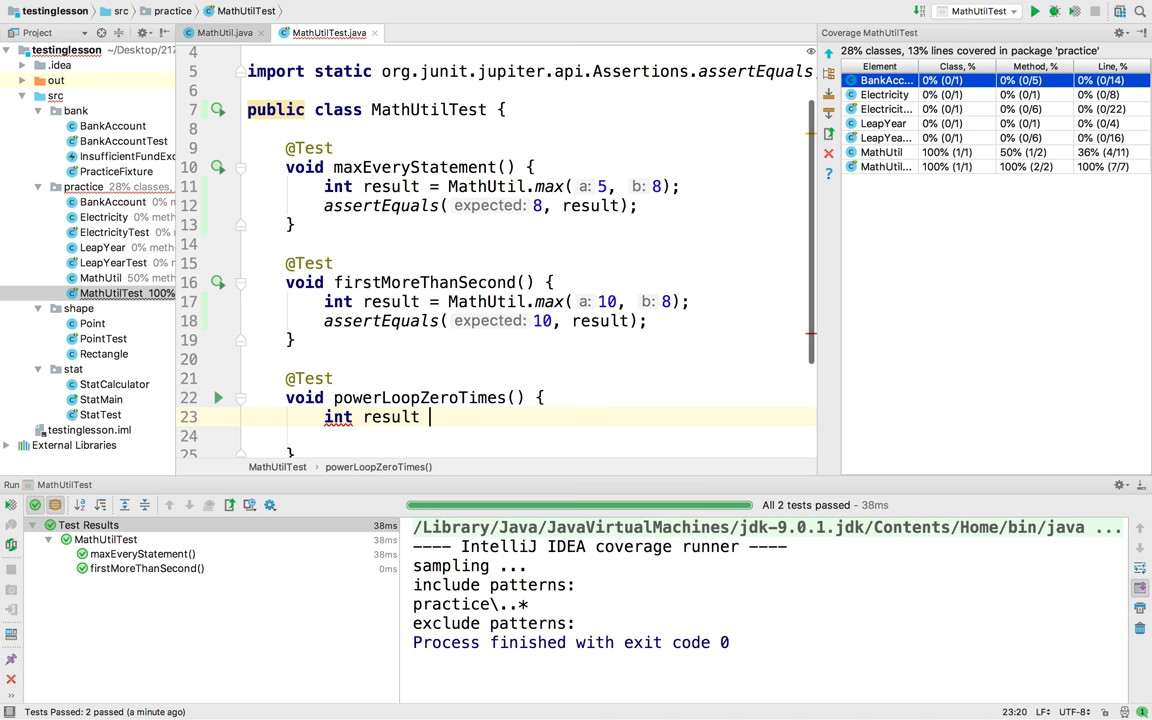 testinglesson
src
practice
MathUtilTest
MathUtilTest
Project
MathUtil.java
MathUtilTest.java
Coverage MathUtilTest
testinglesson ~/Desktop/217
.idea
out
src
bank
BankAccount
BankAccountTest
InsufficientFundExc
PracticeFixture
practice 28% classes,
BankAccount 0% m
Electricity 0% meth
ElectricityTest 0%
LeapYear 0% meth
LeapYearTest 0%
MathUtil 50% meth
MathUtilTest 100%
shape
Point
PointTest
Rectangle
stat
StatCalculator
StatMain
StatTest
testinglesson.iml
External Libraries
4
5 import static org.junit.jupiter.api.Assertions.assertEquals
6
7 public class MathUtilTest {
8
9 @Test
10 void maxEveryStatement() {
11 int result = MathUtil.max( a: 5, b: 8);
12 assertEquals( expected: 8, result);
13 }
14
15 @Test
16 void firstMoreThanSecond() {
17 int result = MathUtil.max( a: 10, b: 8);
18 assertEquals( expected: 10, result);
19 }
20
21 @Test
22 void powerLoopZeroTimes() {
23 int result
24
25 }
MathUtilTest › powerLoopZeroTimes()
28% classes, 13% lines covered in package 'practice'
Element Class, % Method, % Line, %
BankAcc... 0% (0/1) 0% (0/5) 0% (0/14)
Electricity 0% (0/1) 0% (0/1) 0% (0/8)
Electricit... 0% (0/1) 0% (0/6) 0% (0/22)
LeapYear 0% (0/1) 0% (0/1) 0% (0/4)
LeapYea... 0% (0/1) 0% (0/6) 0% (0/16)
MathUtil 100% (1/1) 50% (1/2) 36% (4/11)
MathUtil... 100% (1/1) 100% (2/2) 100% (7/7)
Run MathUtilTest
All 2 tests passed - 38ms
Test Results 38ms
MathUtilTest 38ms
maxEveryStatement() 38ms
firstMoreThanSecond() 0ms
/Library/Java/JavaVirtualMachines/jdk-9.0.1.jdk/Contents/Home/bin/java ...
---- IntelliJ IDEA coverage runner ----
sampling ...
include patterns:
practice\..*
exclude patterns:
Process finished with exit code 0
Tests Passed: 2 passed (a minute ago)
23:20 LF÷ UTF-8÷ 1